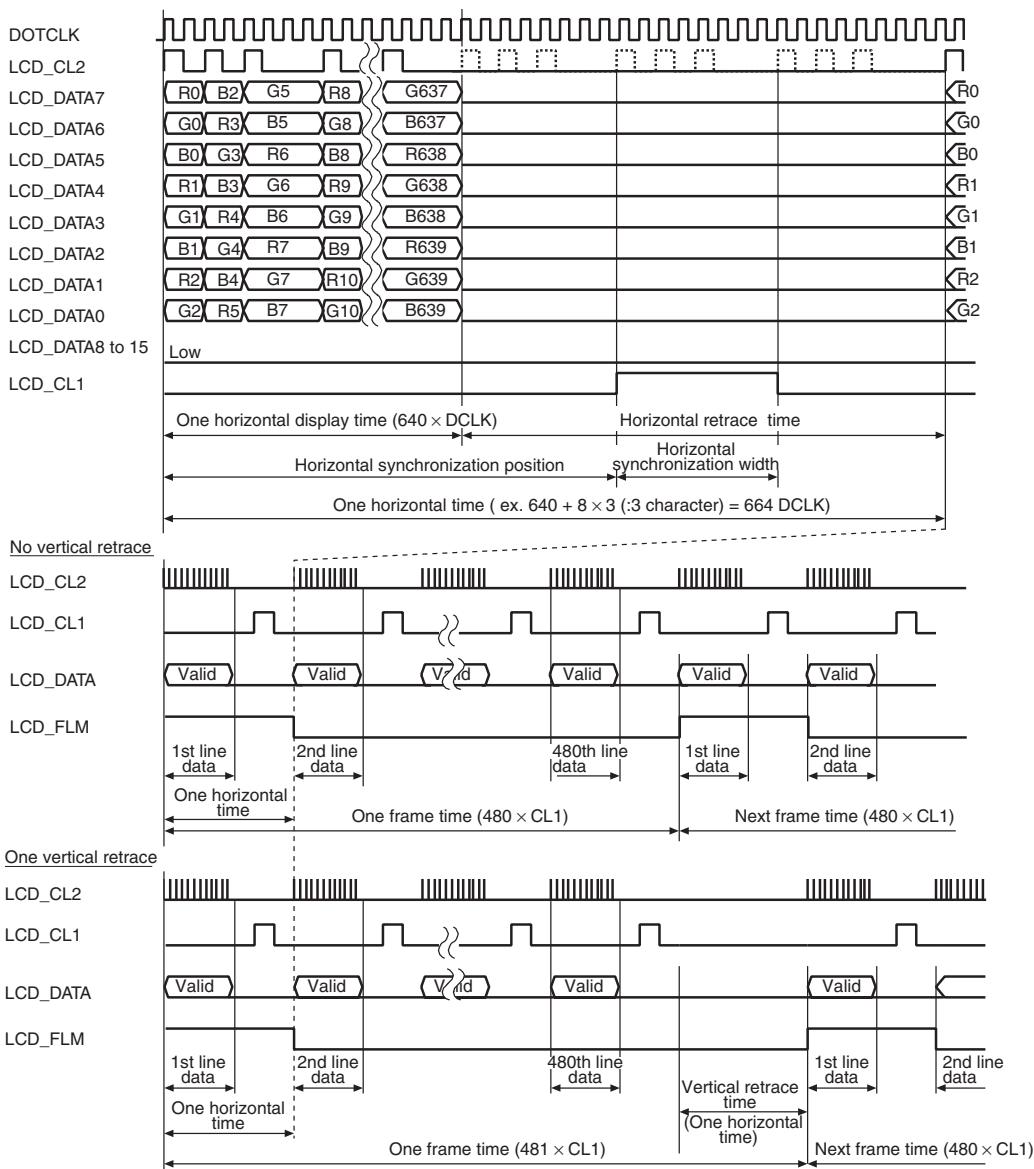 DOTCLK
LCD_CL2
LCD_DATA7 R0 B2 G5 R8 G637 R0
LCD_DATA6 G0 R3 B5 G8 B637 G0
LCD_DATA5 B0 G3 R6 B8 R638 B0
LCD_DATA4 R1 B3 G6 R9 G638 R1
LCD_DATA3 G1 R4 B6 G9 B638 G1
LCD_DATA2 B1 G4 R7 B9 R639 B1
LCD_DATA1 R2 B4 G7 R10 G639 R2
LCD_DATA0 G2 R5 B7 G10 B639 G2
LCD_DATA8 to 15 Low
LCD_CL1
One horizontal display time (640 × DCLK) Horizontal retrace time
Horizontal synchronization position Horizontal synchronization width
One horizontal time ( ex. 640 + 8 × 3 (:3 character) = 664 DCLK)
No vertical retrace
LCD_CL2
LCD_CL1
LCD_DATA Valid Valid Valid Valid Valid Valid
LCD_FLM
1st line data 2nd line data 480th line data 1st line data 2nd line data
One horizontal time
One frame time (480 × CL1) Next frame time (480 × CL1)
One vertical retrace
LCD_CL2
LCD_CL1
LCD_DATA Valid Valid Valid Valid Valid
LCD_FLM
1st line data 2nd line data 480th line data 1st line data 2nd line data
One horizontal time
Vertical retrace time (One horizontal time)
One frame time (481 × CL1) Next frame time (480 × CL1)